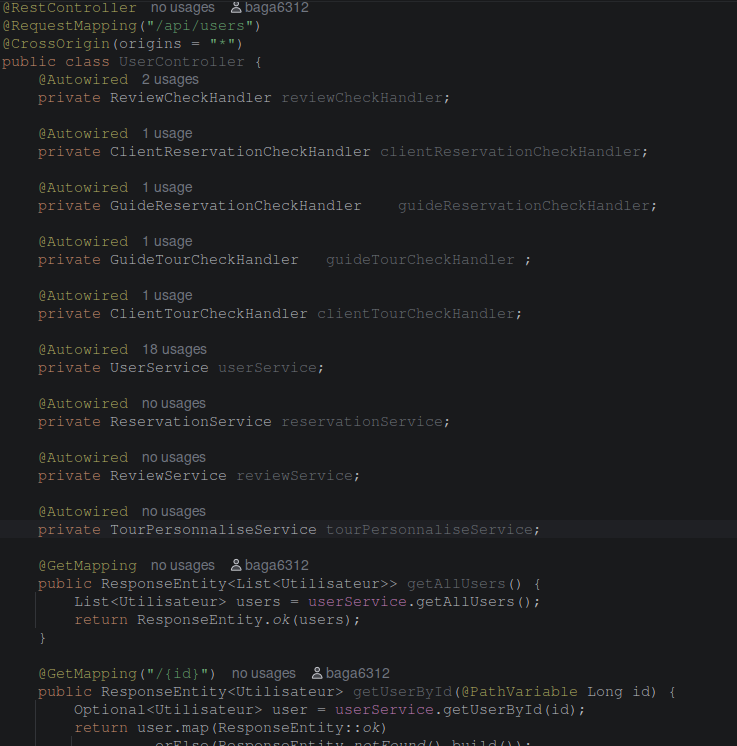 @RestController no usages baga6312
@RequestMapping("/api/users")
@CrossOrigin(origins = "*")
public class UserController {
@Autowired 2 usages
private ReviewCheckHandler reviewCheckHandler;
@Autowired 1 usage
private ClientReservationCheckHandler clientReservationCheckHandler;
@Autowired 1 usage
private GuideReservationCheckHandler guideReservationCheckHandler;
@Autowired 1 usage
private GuideTourCheckHandler guideTourCheckHandler ;
@Autowired 1 usage
private ClientTourCheckHandler clientTourCheckHandler;
@Autowired 18 usages
private UserService userService;
@Autowired no usages
private ReservationService reservationService;
@Autowired no usages
private ReviewService reviewService;
@Autowired no usages
private TourPersonnaliseService tourPersonnaliseService;
@GetMapping no usages baga6312
public ResponseEntity<List<Utilisateur>> getAllUsers() {
List<Utilisateur> users = userService.getAllUsers();
return ResponseEntity.ok(users);
}
@GetMapping("/{id}") no usages baga6312
public ResponseEntity<Utilisateur> getUserById(@PathVariable Long id) {
Optional<Utilisateur> user = userService.getUserById(id);
return user.map(ResponseEntity::ok)
.orElse(ResponseEntity.notFound().build());